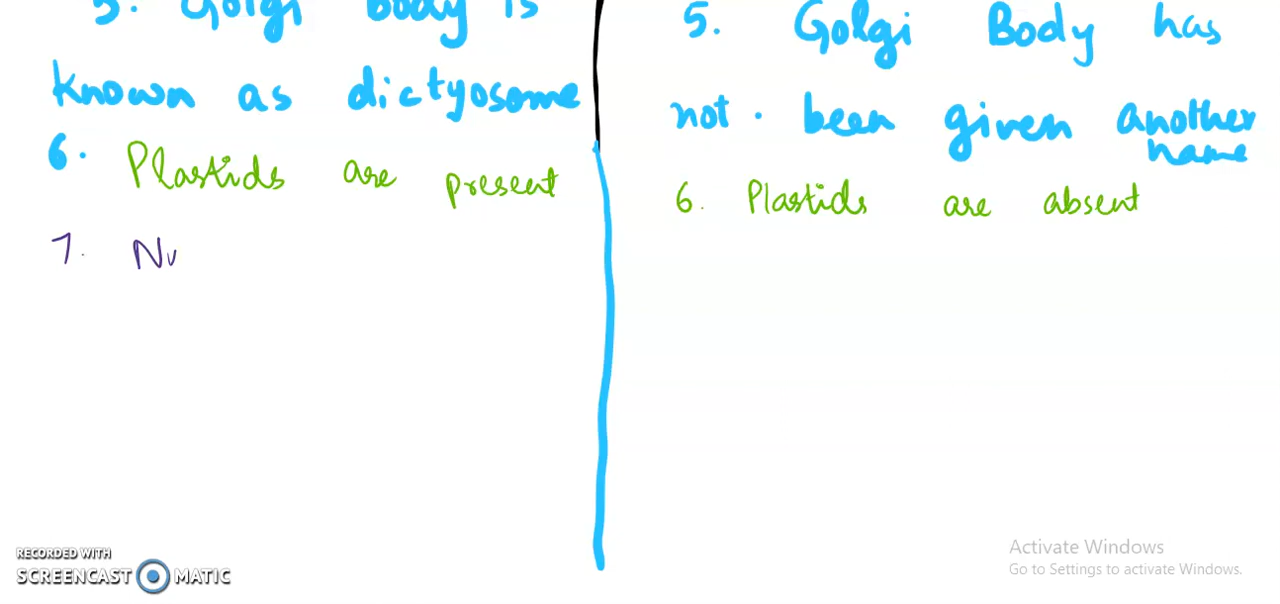 5. Golgi body is
known as dictyosome
6. Plastids are present
7. Nu
5. Golgi Body has
not. been given another
name
6. Plastids are absent
Activate Windows
Go to Settings to activate Windows.
RECORDED WITH
SCREENCAST MATIC